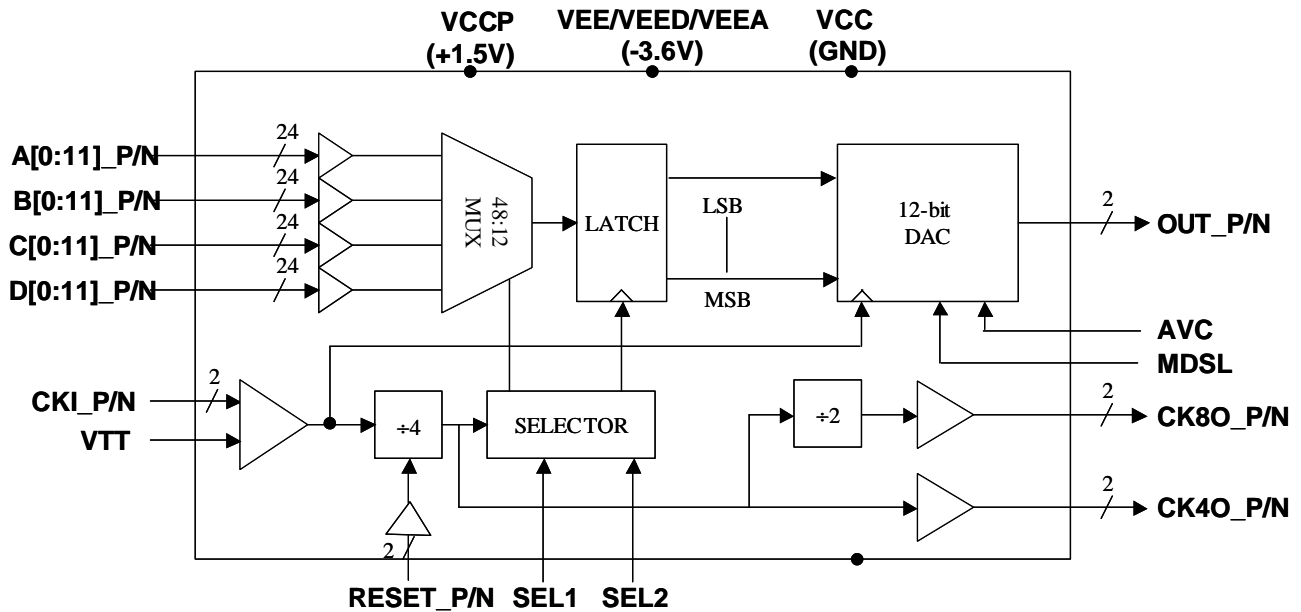 VCCP
(+1.5V)
VEE/VEED/VEEA
(-3.6V)
VCC
(GND)
A[0:11]_P/N
24
B[0:11]_P/N
24
C[0:11]_P/N
24
D[0:11]_P/N
24
48:12
MUX
LATCH
LSB
MSB
12-bit
DAC
2
OUT_P/N
AVC
MDSL
CKI_P/N
2
VTT
÷4
SELECTOR
÷2
2
CK8O_P/N
2
CK4O_P/N
2
RESET_P/N
SEL1
SEL2